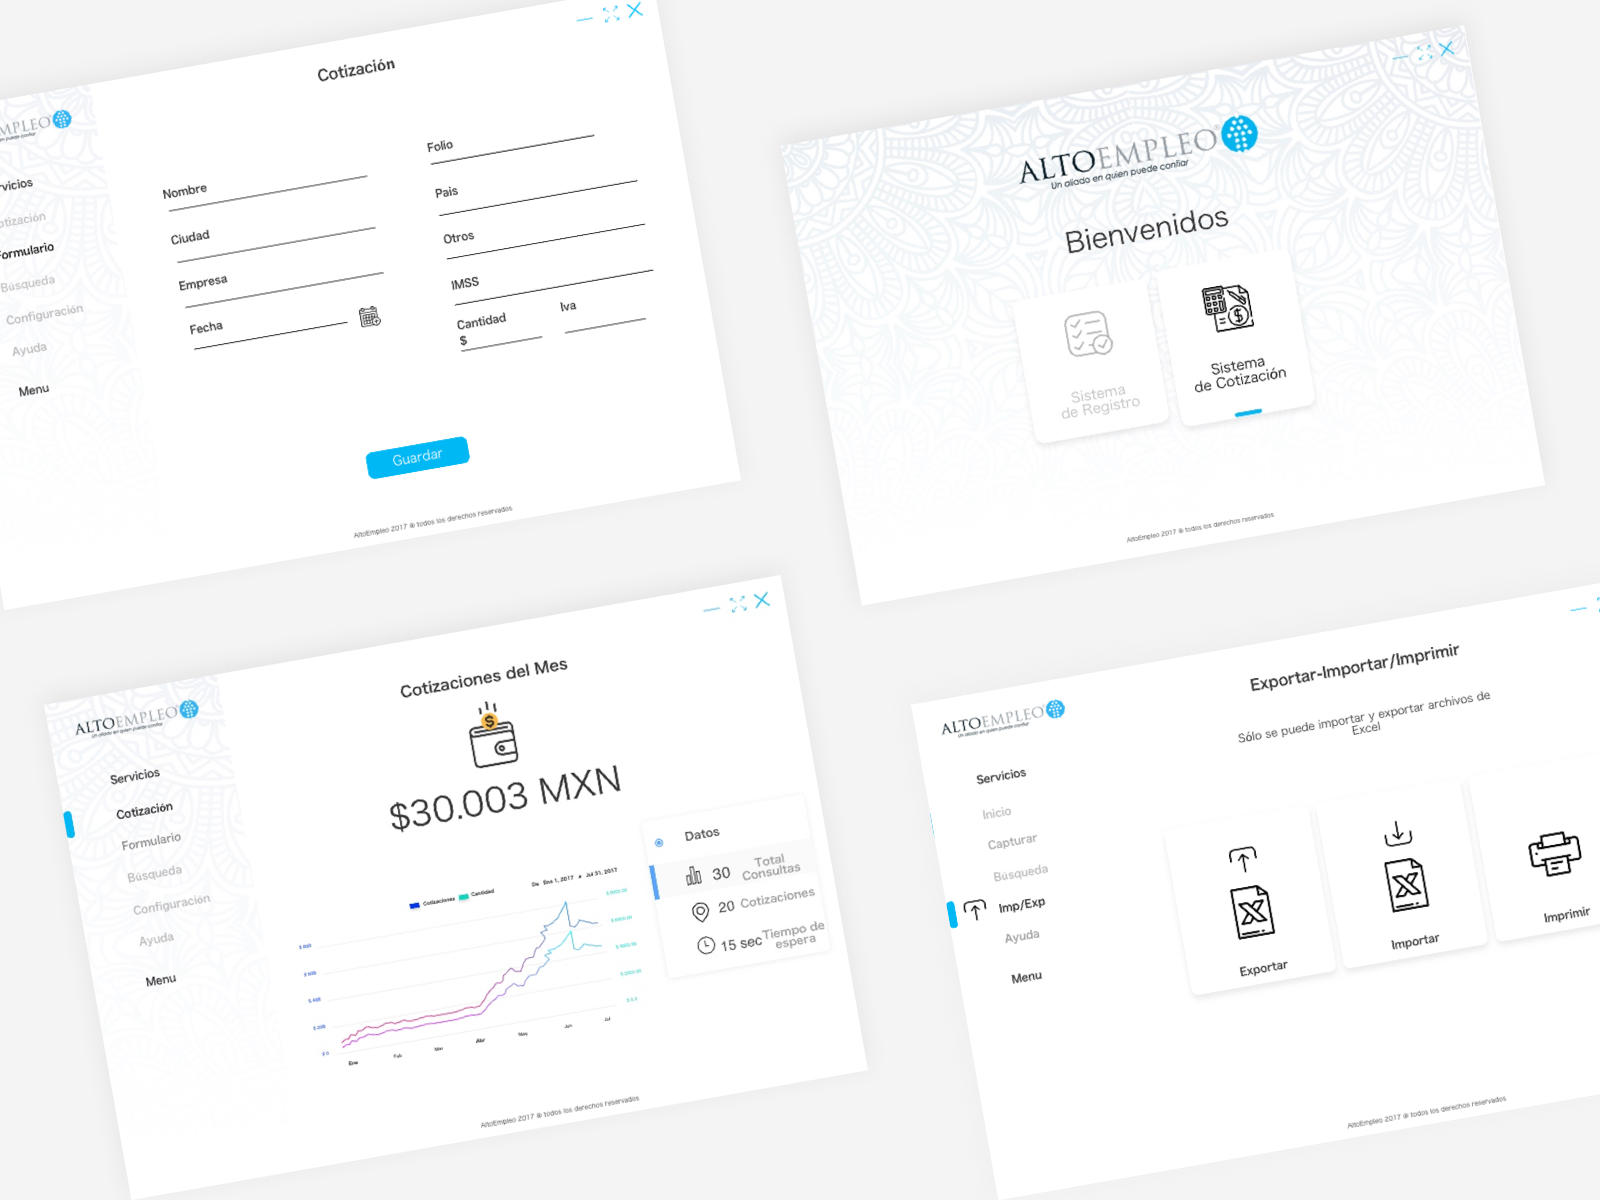 Cotización
MPLEO
n quien puede confiar
Folio
Nombre
Pais
Ciudad
Otros
Empresa
IMSS
Fecha
Cantidad
$
Iva
rvicios
otización
Formulario
Búsqueda
Configuración
Ayuda
Menu
Guardar
AltoEmpleo 2017 ® todos los derechos reservados
ALTOEMPLEO®
Un aliado en quien puede confiar
Bienvenidos
Sistema
de Registro
Sistema
de Cotización
AltoEmpleo 2017 ® todos los derechos reservados
Cotizaciones del Mes
ALTOEMPLEO®
Un aliado en quien puede confiar
$
$30.003 MXN
Servicios
Cotización
Formulario
Búsqueda
Configuración
Ayuda
Menu
Datos
30 Total
Consultas
20 Cotizaciones
15 sec Tiempo de
espera
Cotizaciones
Cantidad
De Ene 1, 2017 a Jul 31, 2017
$ 0
Ene
Feb
Mar
Abr
May
Jun
Jul
AltoEmpleo 2017 ® todos los derechos reservados
Exportar-Importar/Imprimir
ALTOEMPLEO®
Un aliado en quien puede confiar
Sólo se puede importar y exportar archivos de
Excel
Servicios
Inicio
Capturar
Búsqueda
Imp/Exp
Ayuda
Menu
X
Exportar
X
Importar
Imprimir
AltoEmpleo 2017 ® todos los derechos reservados